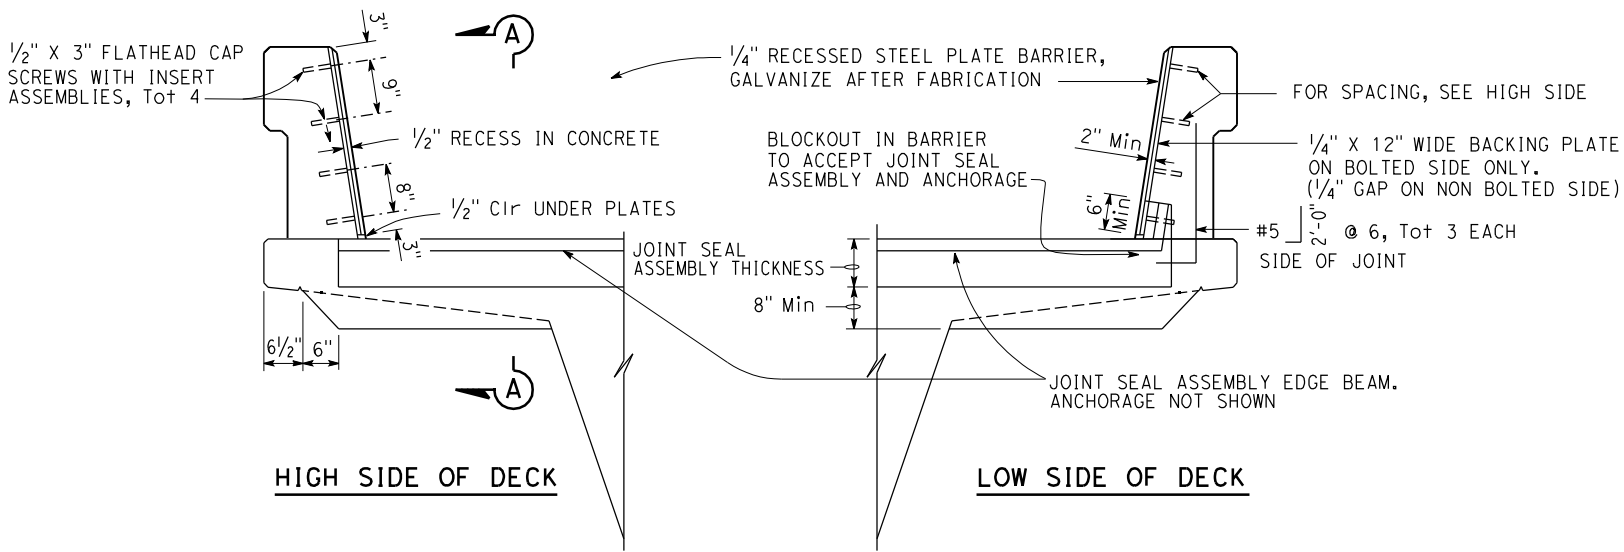 ½" X 3" FLATHEAD CAP
SCREWS WITH INSERT
ASSEMBLIES, Tot 4
3"
9"
8"
3"
A
½" RECESS IN CONCRETE
½" Clr UNDER PLATES
¼" RECESSED STEEL PLATE BARRIER,
GALVANIZE AFTER FABRICATION
BLOCKOUT IN BARRIER
TO ACCEPT JOINT SEAL
ASSEMBLY AND ANCHORAGE
2" Min
6"
Min
FOR SPACING, SEE HIGH SIDE
¼" X 12" WIDE BACKING PLATE
ON BOLTED SIDE ONLY.
(¼" GAP ON NON BOLTED SIDE)
#5 2'-0" @ 6, Tot 3 EACH
SIDE OF JOINT
JOINT SEAL
ASSEMBLY THICKNESS
8" Min
6½"
6"
A
JOINT SEAL ASSEMBLY EDGE BEAM.
ANCHORAGE NOT SHOWN
HIGH SIDE OF DECK
LOW SIDE OF DECK